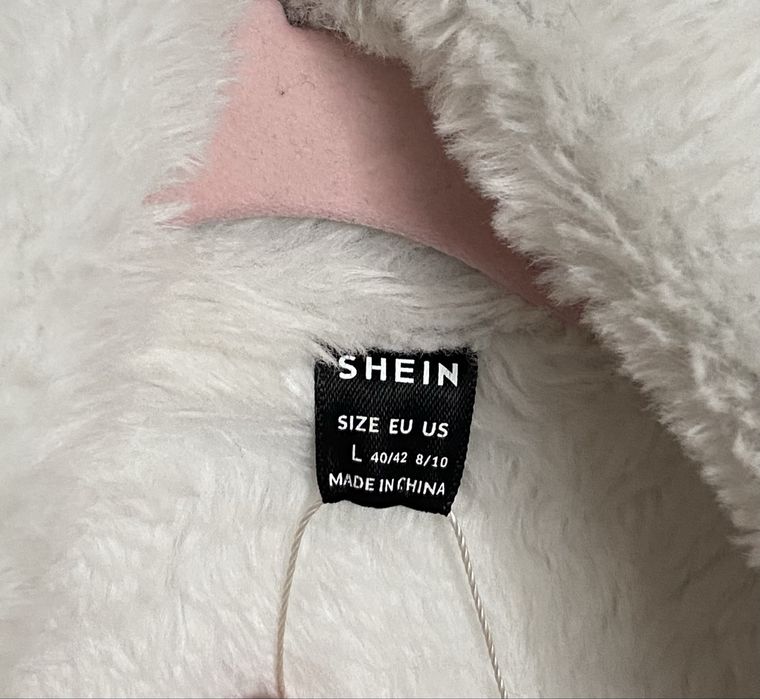 SHEIN
SIZE EU US
L 40/42 8/10
MADE IN CHINA